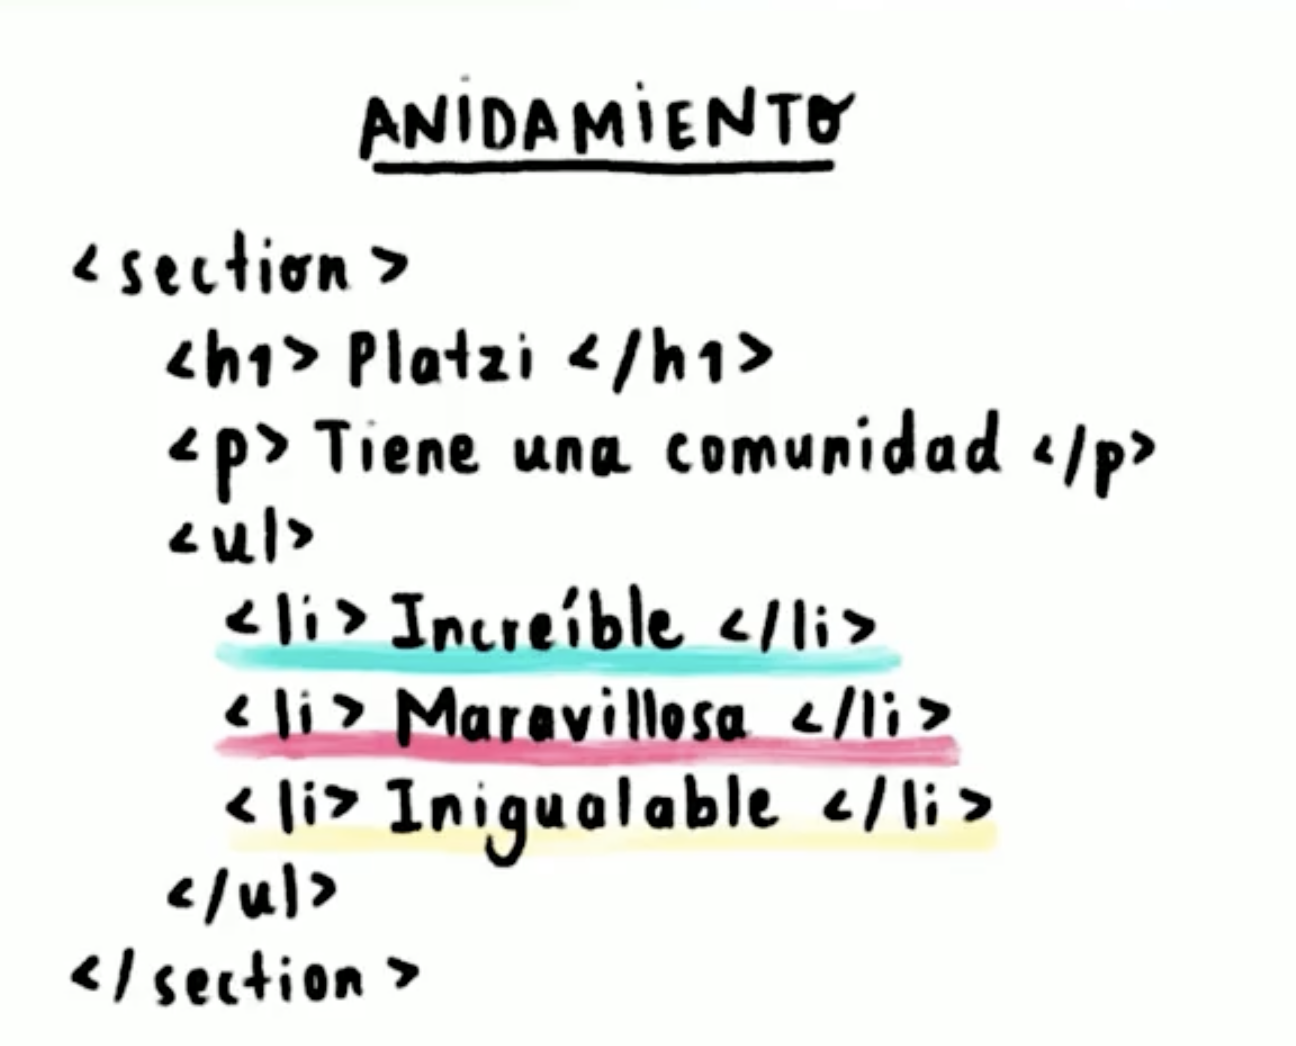 ANIDAMIENTO
<section>
<h1> Platzi </h1>
<p> Tiene una comunidad </p>
<ul>
<li> Increíble </li>
<li> Maravillosa </li>
<li> Inigualable </li>
</ul>
</section>